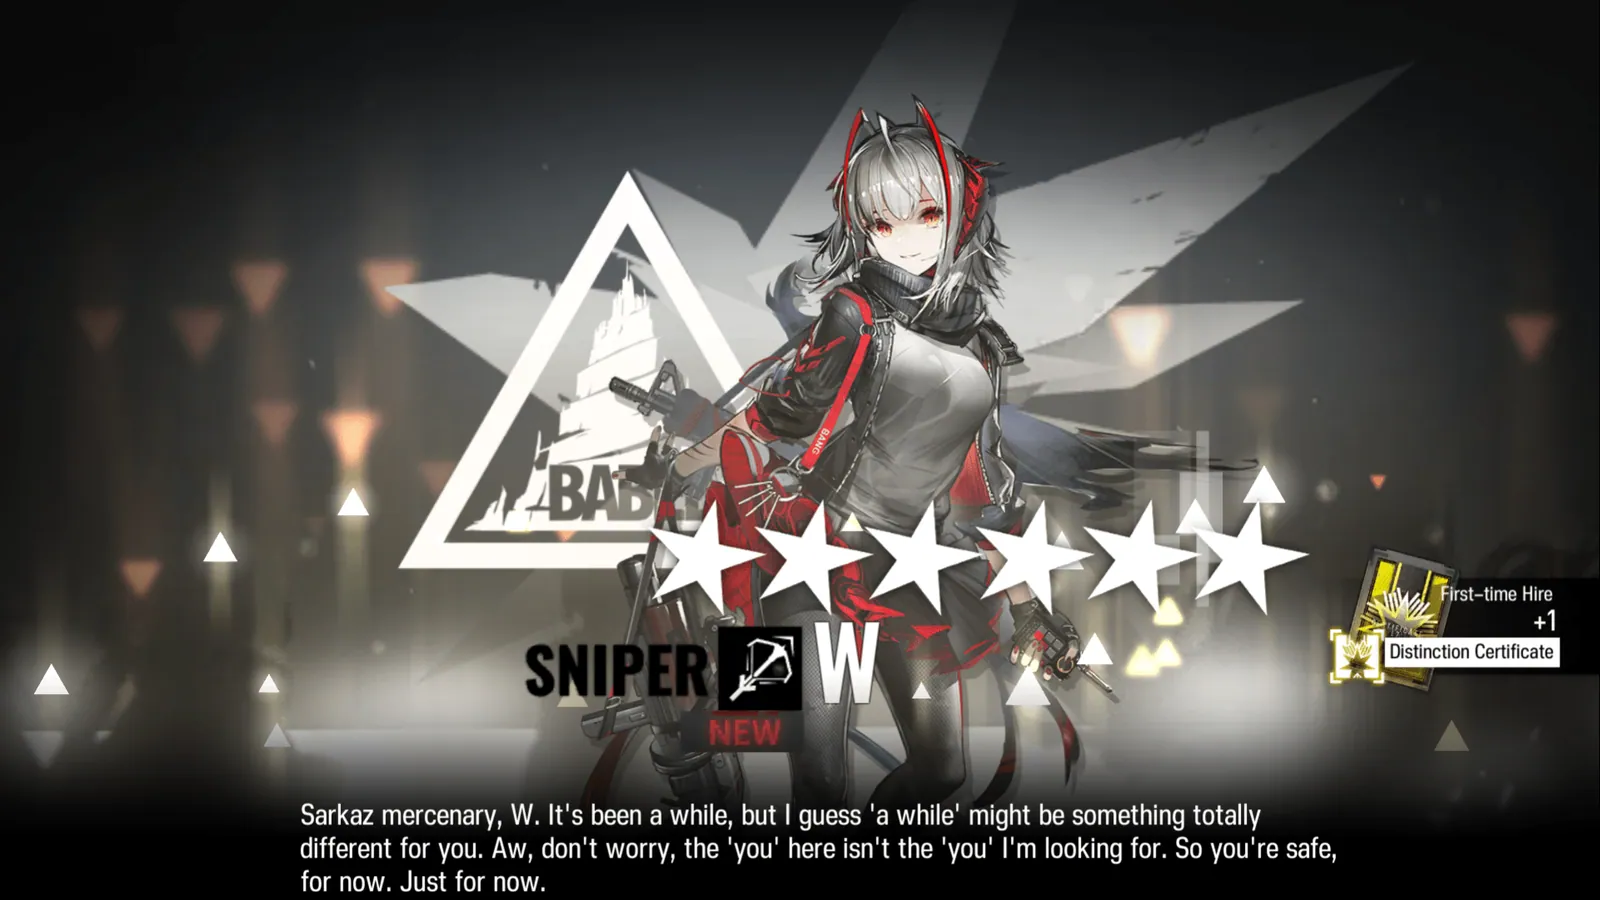 BANG
First-time Hire
+1
Distinction Certificate
SNIPER
W
NEW
Sarkaz mercenary, W. It's been a while, but I guess 'a while' might be something totally
different for you. Aw, don't worry, the 'you' here isn't the 'you' I'm looking for. So you're safe,
for now. Just for now.